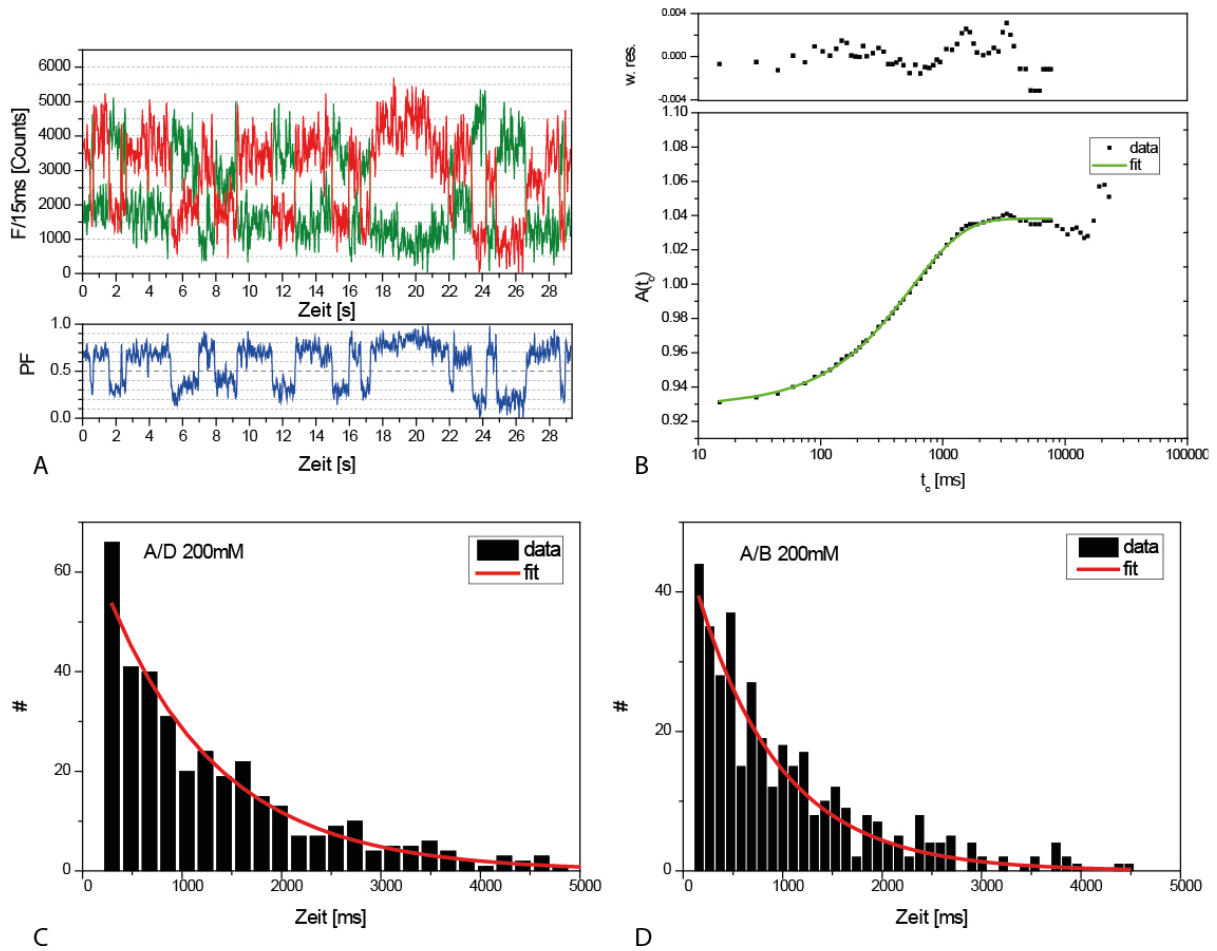 6000
5000
4000
3000
2000
1000
0
F/15ms [Counts]
0 2 4 6 8 10 12 14 16 18 20 22 24 26 28
Zeit [s]
1.0
0.5
0.0
PF
0 2 4 6 8 10 12 14 16 18 20 22 24 26 28
Zeit [s]
A
0.004
0.000
-0.004
w. res.
1.10
1.08
1.06
1.04
1.02
1.00
0.98
0.96
0.94
0.92
A(tc)
data
fit
10 100 1000 10000 100000
tc [ms]
B
60
40
20
0
#
A/D 200mM
data
fit
0 1000 2000 3000 4000 5000
Zeit [ms]
C
40
20
0
#
A/B 200mM
data
fit
0 1000 2000 3000 4000 5000
Zeit [ms]
D